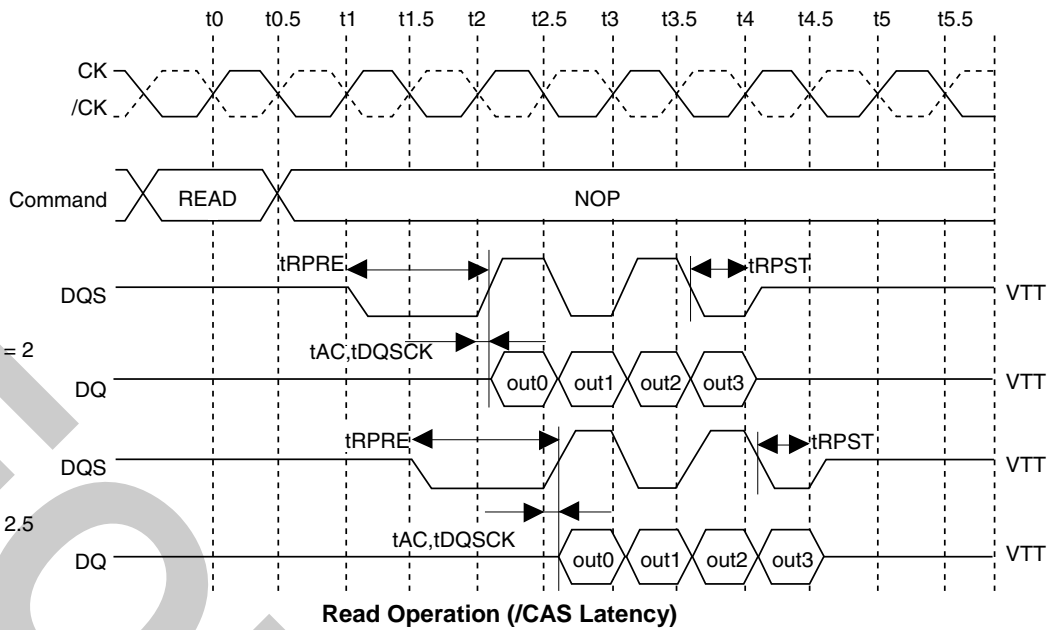 t0 t0.5 t1 t1.5 t2 t2.5 t3 t3.5 t4 t4.5 t5 t5.5
CK
/CK
Command READ NOP
tRPRE tRPST
DQS VTT
= 2
tAC,tDQSCK
DQ out0 out1 out2 out3 VTT
tRPRE tRPST
DQS VTT
2.5
tAC,tDQSCK
DQ out0 out1 out2 out3 VTT
Read Operation (/CAS Latency)